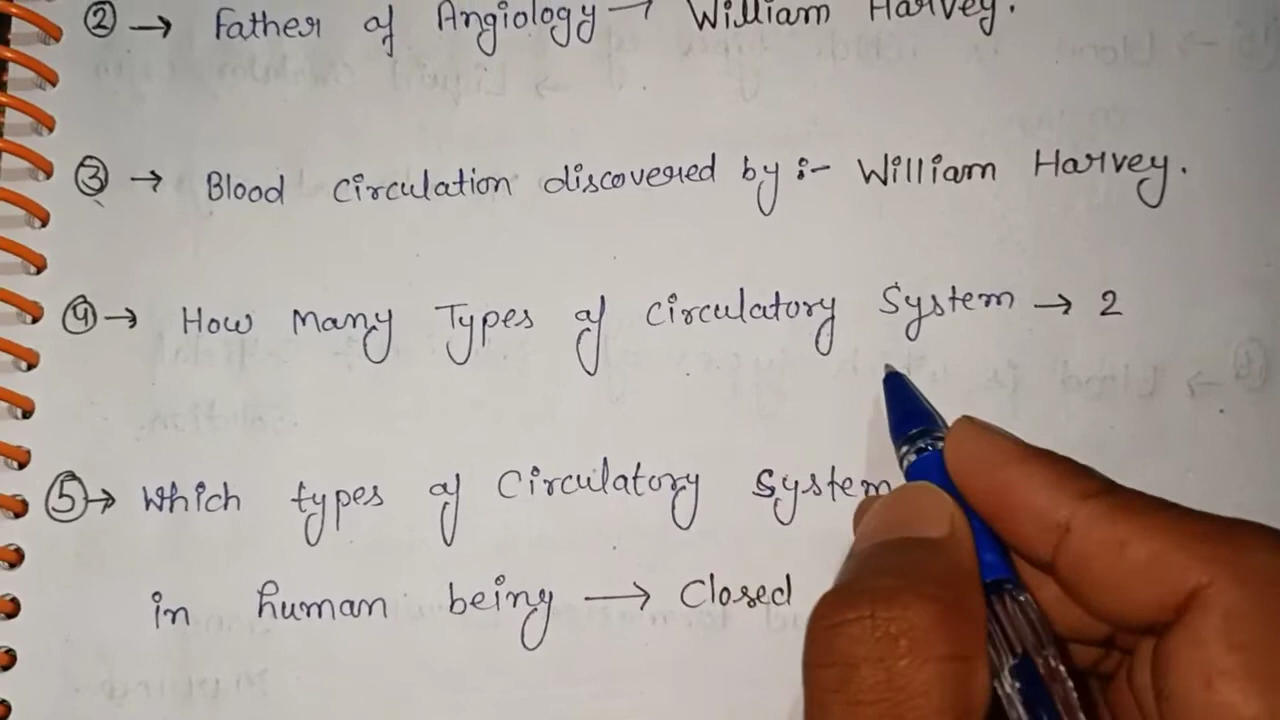 ② → Father of Angiology → William Harvey.
③ → Blood circulation discovered by :- William Harvey.
④ → How Many Types of circulatory System → 2
⑤ → Which types of Circulatory System
in human being → Closed